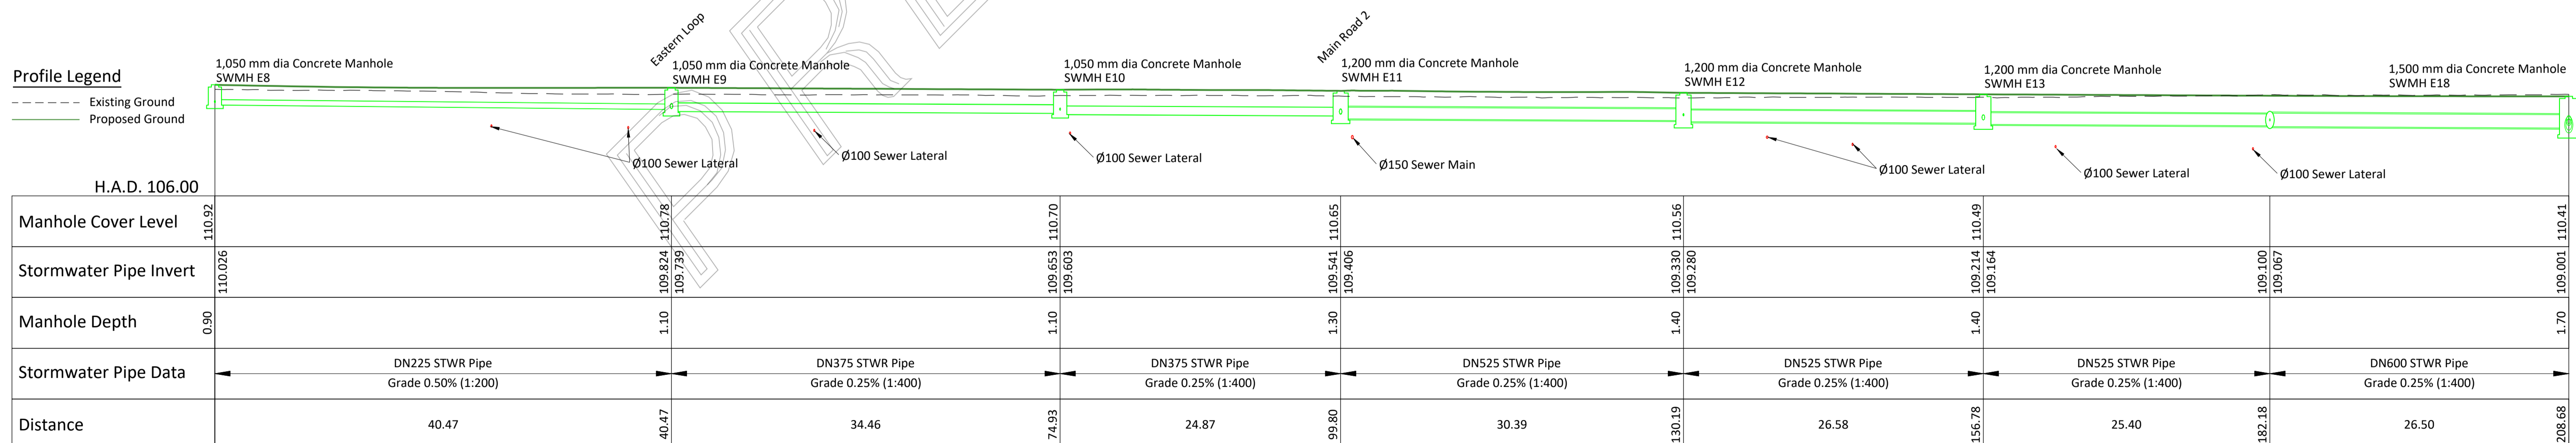 Eastern Loop
Main Road 2
Profile Legend
Existing Ground
Proposed Ground
1,050 mm dia Concrete Manhole
SWMH E8
1,050 mm dia Concrete Manhole
SWMH E9
1,050 mm dia Concrete Manhole
SWMH E10
1,200 mm dia Concrete Manhole
SWMH E11
1,200 mm dia Concrete Manhole
SWMH E12
1,200 mm dia Concrete Manhole
SWMH E13
1,500 mm dia Concrete Manhole
SWMH E18
Ø100 Sewer Lateral
Ø100 Sewer Lateral
Ø100 Sewer Lateral
Ø150 Sewer Main
Ø100 Sewer Lateral
Ø100 Sewer Lateral
Ø100 Sewer Lateral
H.A.D. 106.00
Manhole Cover Level 110.92 110.78 110.70 110.65 110.56 110.49 110.41
Stormwater Pipe Invert 110.026 109.824 109.739 109.653 109.603 109.541 109.406 109.330 109.280 109.214 109.164 109.100 109.067 109.001
Manhole Depth 0.90 1.10 1.10 1.30 1.40 1.40 1.70
Stormwater Pipe Data
DN225 STWR Pipe
Grade 0.50% (1:200)
DN375 STWR Pipe
Grade 0.25% (1:400)
DN375 STWR Pipe
Grade 0.25% (1:400)
DN525 STWR Pipe
Grade 0.25% (1:400)
DN525 STWR Pipe
Grade 0.25% (1:400)
DN525 STWR Pipe
Grade 0.25% (1:400)
DN600 STWR Pipe
Grade 0.25% (1:400)
Distance 40.47 40.47 34.46 74.93 24.87 99.80 30.39 130.19 26.58 156.78 25.40 182.18 26.50 208.68